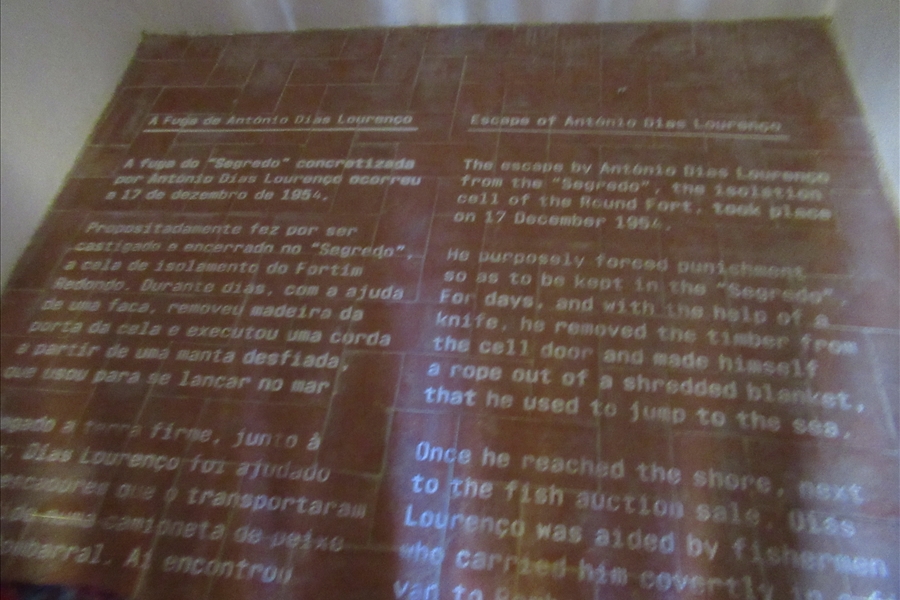 A Fuga de António Dias Lourenço
A fuga do "Segredo" concretizada
por António Dias Lourenço ocorreu
a 17 de dezembro de 1954.
Propositadamente fez por ser
castigado e encerrado no "Segredo",
a cela de isolamento do Fortim
Redondo. Durante dias, com a ajuda
de uma faca, removeu madeira da
porta da cela e executou uma corda
a partir de uma manta desfiada,
que usou para se lançar no mar.
a terra firme, junto à
Dias Lourenço foi ajudado
que o transportaram
numa camioneta de peixe
Aí encontrou
Escape of António Dias Lourenço
The escape by António Dias Lourenço
from the "Segredo", the isolation
cell of the Round Fort, took place
on 17 December 1954.
He purposely forced punishment
so as to be kept in the "Segredo".
For days, and with the help of a
knife, he removed the timber from
the cell door and made himself
a rope out of a shredded blanket,
that he used to jump to the sea.
Once he reached the shore, next
to the fish auction sale, Dias
Lourenço was aided by fishermen
who carried him covertly in a
van to